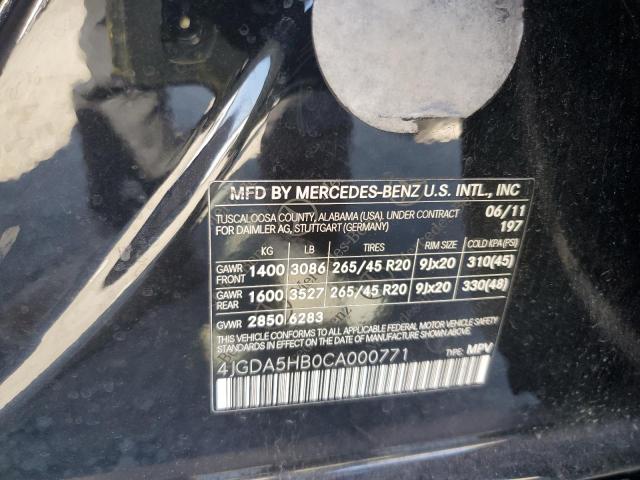 MFD BY MERCEDES-BENZ U.S. INTL., INC
TUSCALOOSA COUNTY, ALABAMA (USA). UNDER CONTRACT 06/11
FOR DAIMLER AG, STUTTGART (GERMANY) 197
KG LB TIRES RIM SIZE COLD KPA (PSI)
GAWR FRONT 1400 3086 265/45 R20 9Jx20 310(45)
GAWR REAR 1600 3527 265/45 R20 9Jx20 330(48)
GVWR 2850 6283
THIS VEHICLE CONFORMS TO ALL APPLICABLE FEDERAL MOTOR VEHICLE SAFETY
STANDARDS IN EFFECT ON THE DATE OF MANUFACTURE SHOWN ABOVE.
4JGDA5HB0CA000771 TYPE: MPV